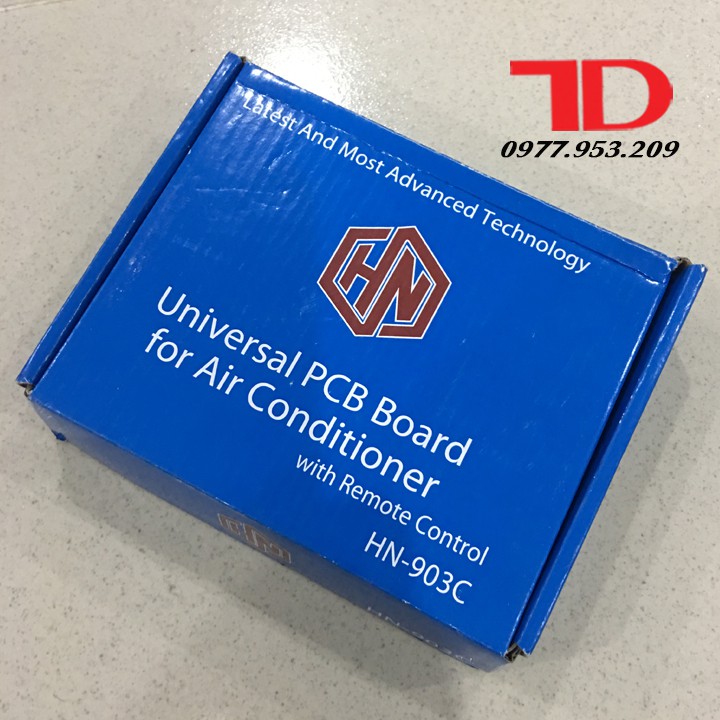 TD
0977.953.209
Latest And Most Advanced Technology
HN
Universal PCB Board
for Air Conditioner
with Remote Control
HN-903C